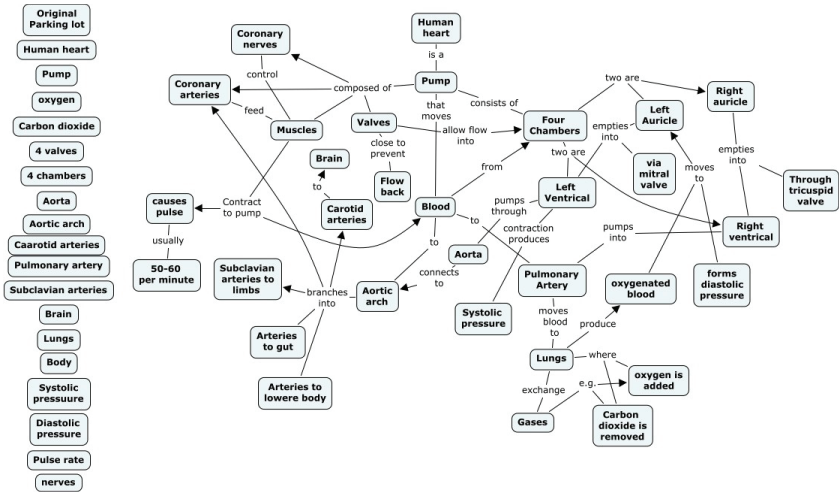 Original
Parking lot
Human heart
Pump
oxygen
Carbon dioxide
4 valves
4 chambers
Aorta
Aortic arch
Caarotid arteries
Pulmonary artery
Subclavian arteries
Brain
Lungs
Body
Systolic
pressuure
Diastolic
pressure
Pulse rate
nerves
Human
heart
is a
Pump
Coronary
nerves
control
Coronary
arteries
feed
Muscles
composed of
Valves
close to
prevent
Flow
back
allow flow
into
that
moves
consists of
Four
Chambers
two are
Left
Auricle
Right
auricle
empties
into
via
mitral
valve
empties
into
Through
tricuspid
valve
two are
Left
Ventrical
Right
ventrical
moves
to
Brain
to
Carotid
arteries
Contract
to pump
causes
pulse
usually
50-60
per minute
Blood
from
to
to
pumps
through
contraction
produces
Aorta
connects
to
Aortic
arch
branches
into
Subclavian
arteries to
limbs
Arteries
to gut
Arteries to
lowere body
Systolic
pressure
Pulmonary
Artery
pumps
into
moves
blood
to
Lungs
produce
oxygenated
blood
forms
diastolic
pressure
where
oxygen is
added
exchange
e.g.
Gases
Carbon
dioxide is
removed